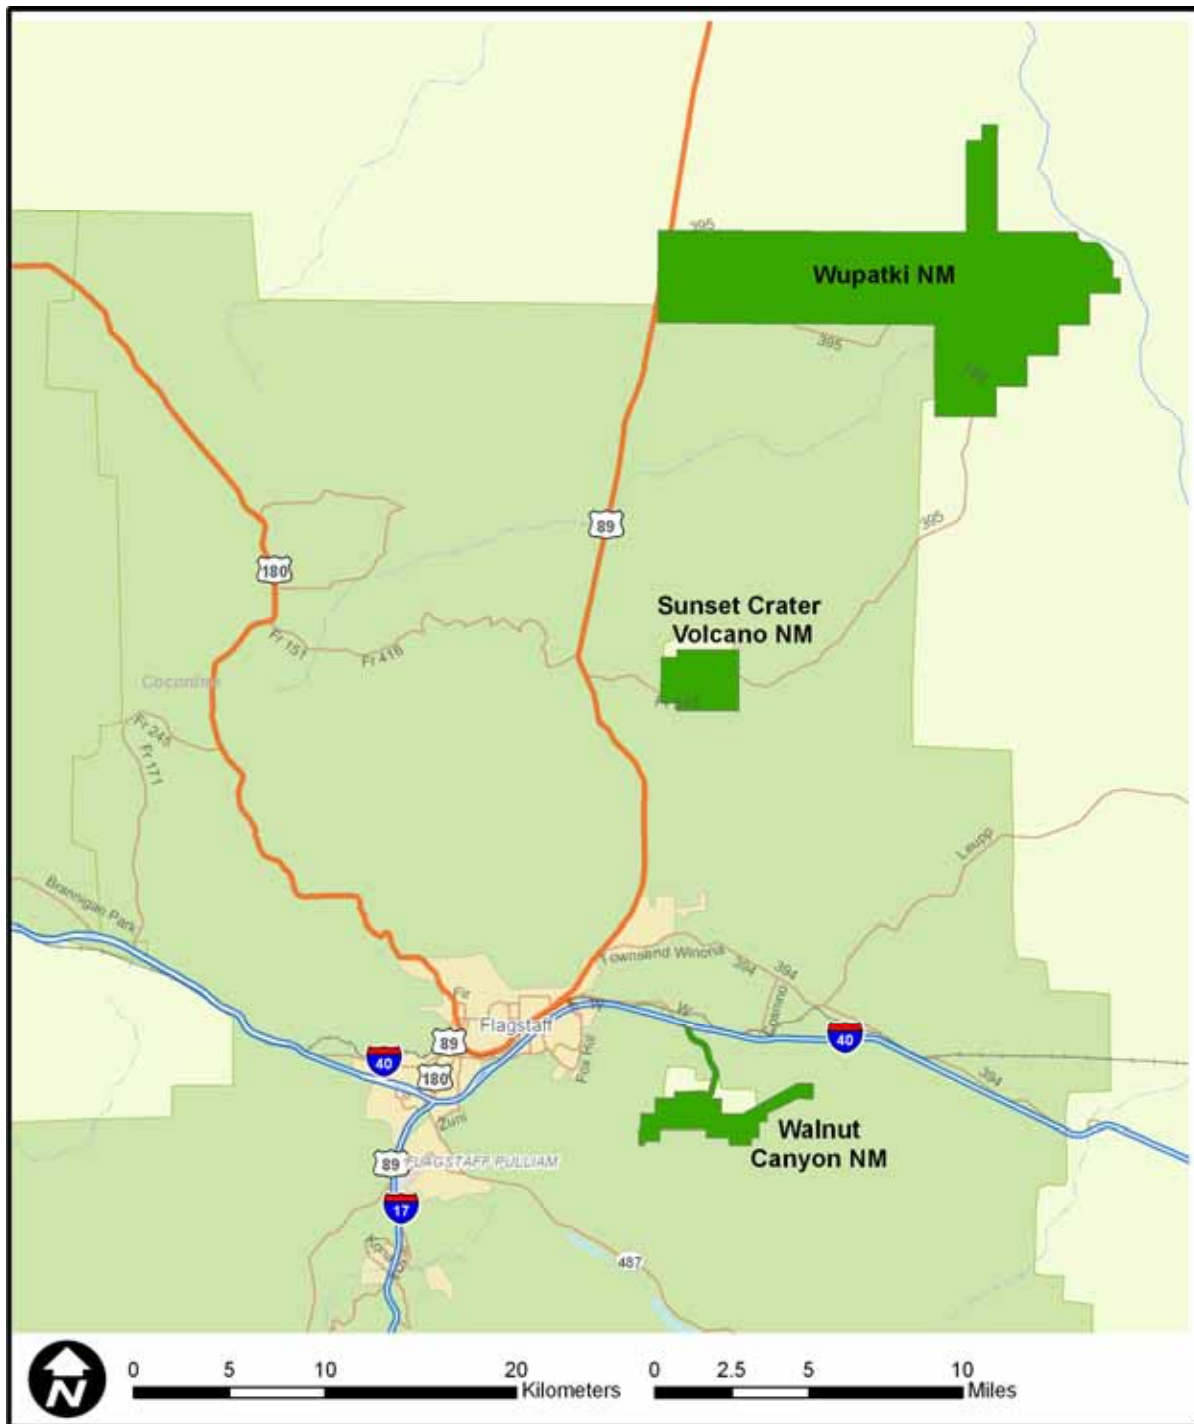 395
Wupatki NM
395
395
89
180
Sunset Crater
Volcano NM
Fr 151
Fr 418
Fr 245
Fr 171
Leupp
Brannigan Park
Townsend Winona
394
394
Cosmino
Fir
W
W
Flagstaff
89
40
40
180
Fox Hill
394
Zuni
Walnut
Canyon NM
89
FLAGSTAFF PULLIAM
17
487
N
0 5 10 20
Kilometers
0 2.5 5 10
Miles